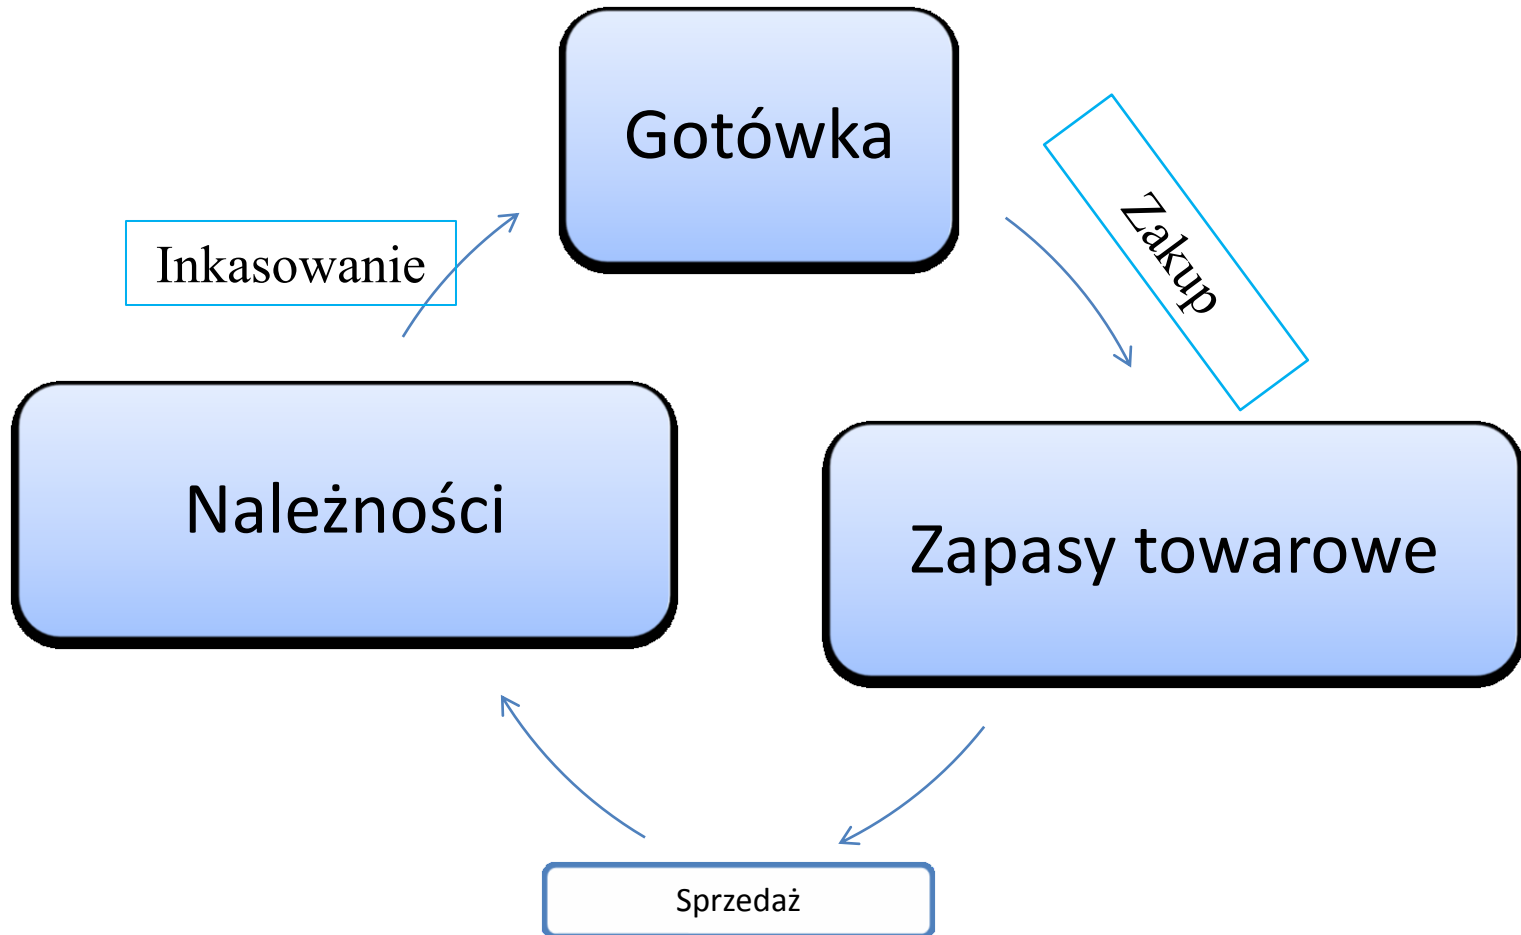 Gotówka
Zakup
Inkasowanie
Należności
Zapasy towarowe
Sprzedaż